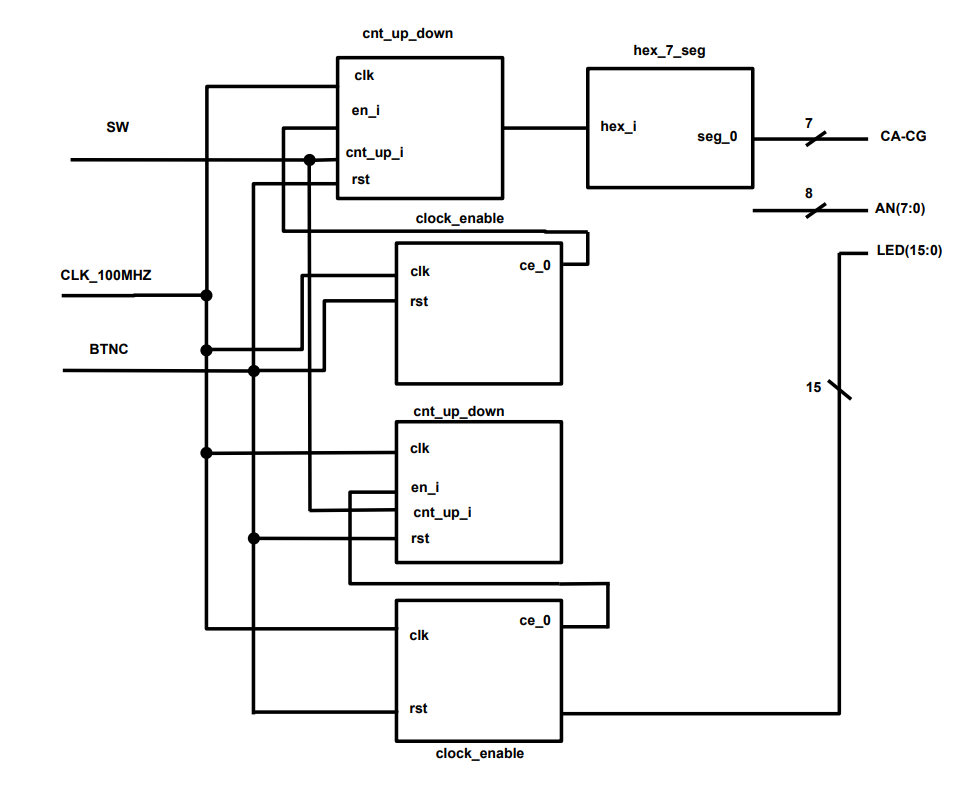 cnt_up_down
hex_7_seg
clk
en_i
SW
cnt_up_i
rst
hex_i
seg_0
7
CA-CG
8
AN(7:0)
clock_enable
LED(15:0)
CLK_100MHZ
clk
ce_0
rst
BTNC
15
cnt_up_down
clk
en_i
cnt_up_i
rst
ce_0
clk
rst
clock_enable